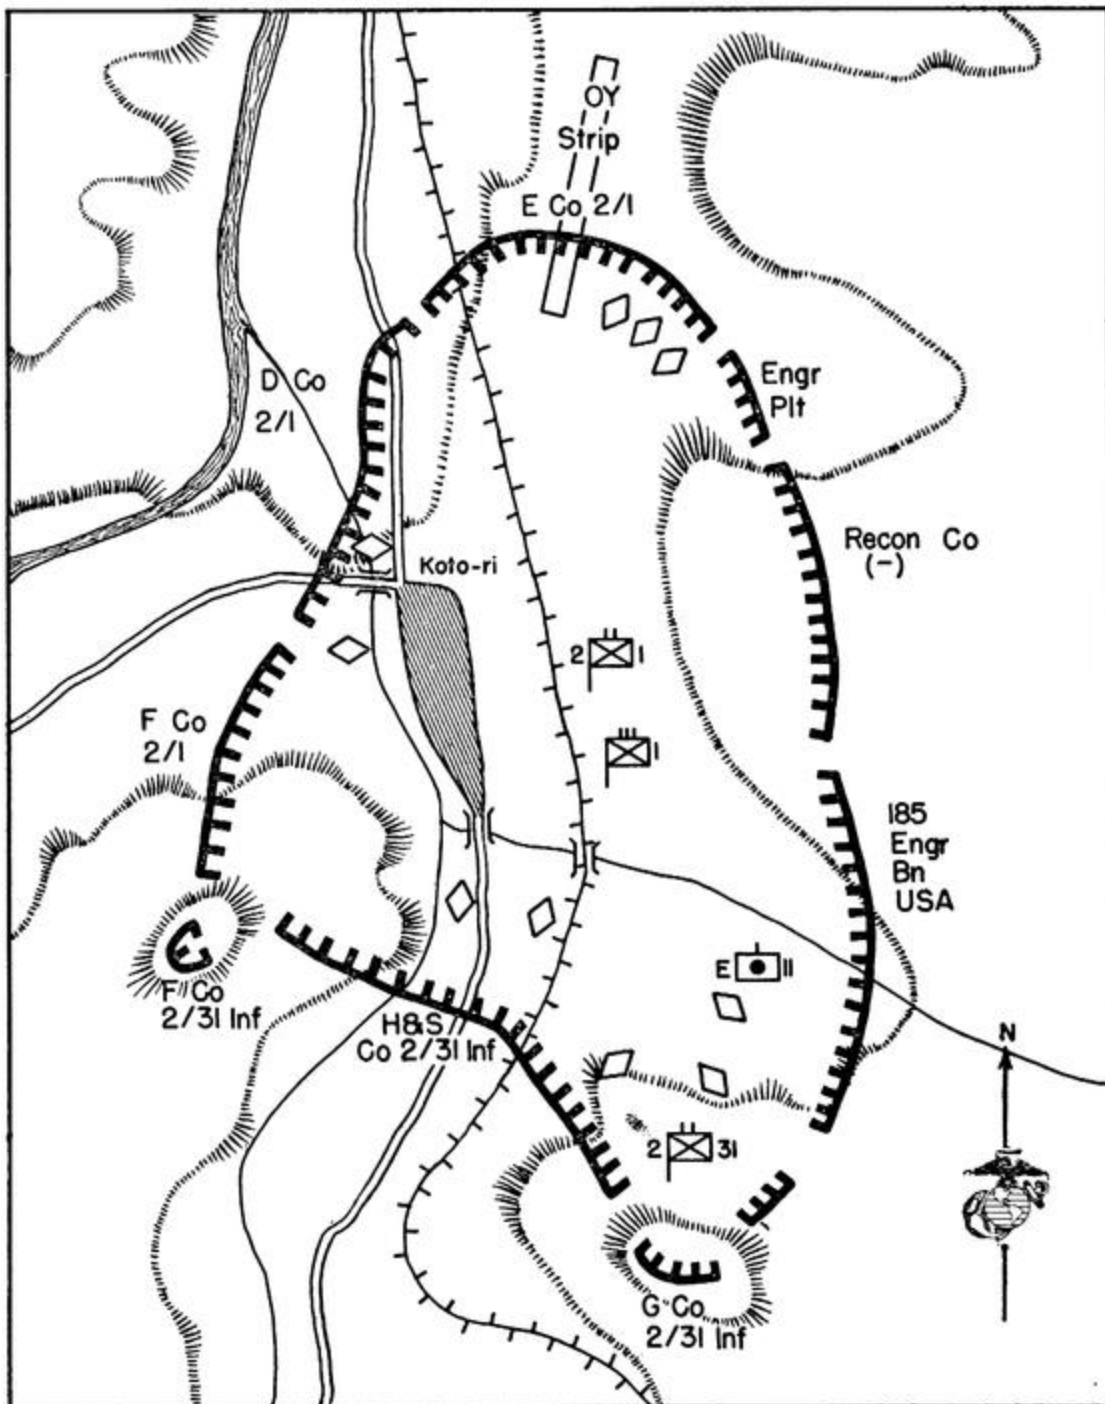 OY
Strip
E Co 2/1
D Co
2/1
Engr
Plt
Recon Co
(-)
Koto-ri
2 1
1
F Co
2/1
185
Engr
Bn
USA
E 11
F Co
2/31 Inf
H&S
Co 2/31 Inf
N
2 31
G Co
2/31 Inf